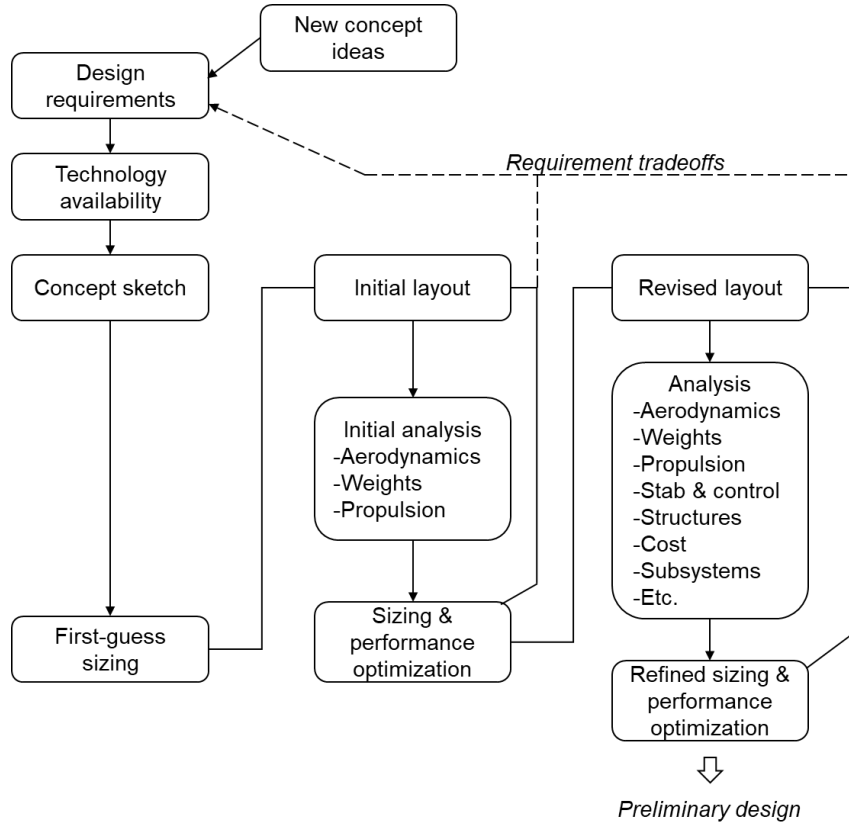 New concept
ideas
Design
requirements
Requirement tradeoffs
Technology
availability
Concept sketch
Initial layout
Revised layout
Initial analysis
-Aerodynamics
-Weights
-Propulsion
Analysis
-Aerodynamics
-Weights
-Propulsion
-Stab & control
-Structures
-Cost
-Subsystems
-Etc.
First-guess
sizing
Sizing &
performance
optimization
Refined sizing &
performance
optimization
Preliminary design